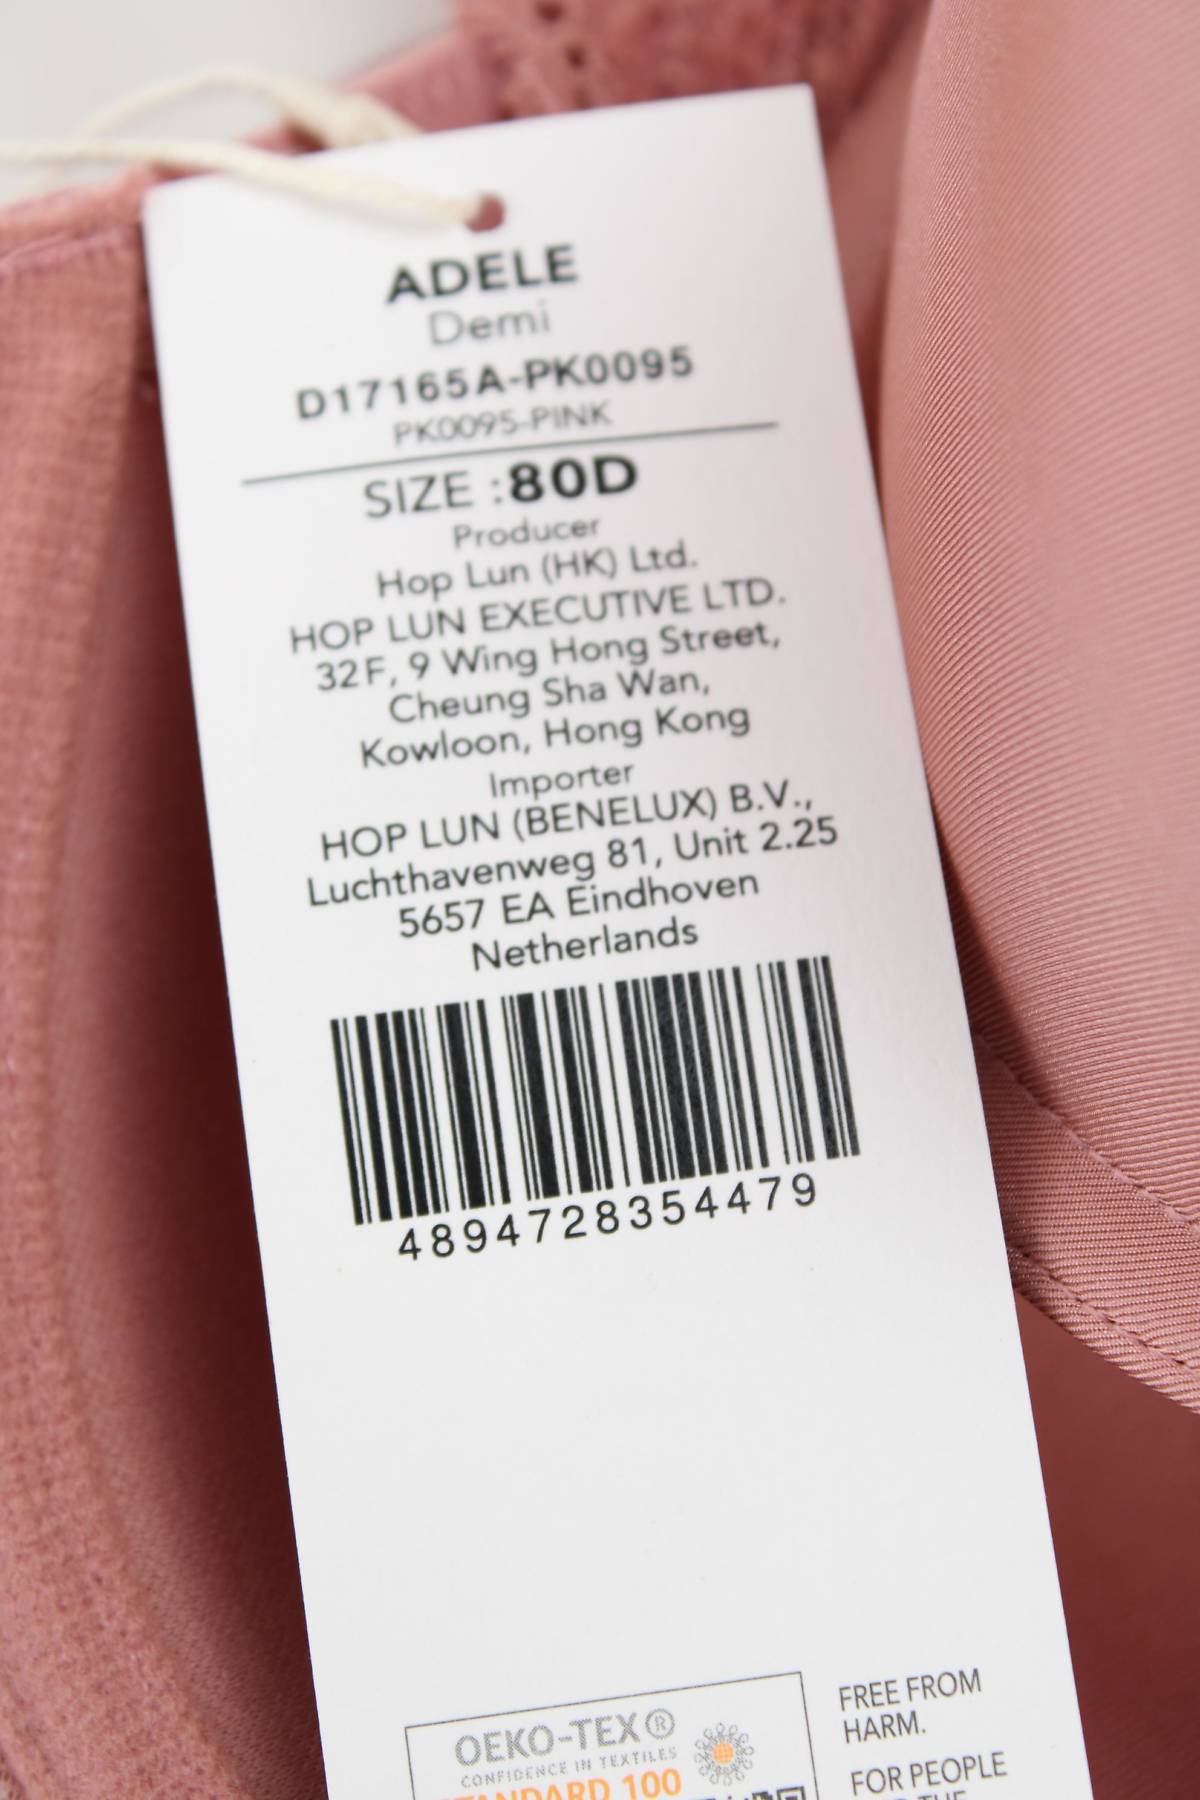 ADELE
Demi
D17165A-PK0095
PK0095-PINK
SIZE :80D
Producer
Hop Lun (HK) Ltd.
HOP LUN EXECUTIVE LTD.
32F, 9 Wing Hong Street,
Cheung Sha Wan,
Kowloon, Hong Kong
Importer
HOP LUN (BENELUX) B.V.,
Luchthavenweg 81, Unit 2.25
5657 EA Eindhoven
Netherlands
4894728354479
OEKO-TEX®
CONFIDENCE IN TEXTILES
STANDARD 100
FREE FROM
HARM.
FOR PEOPLE
THE